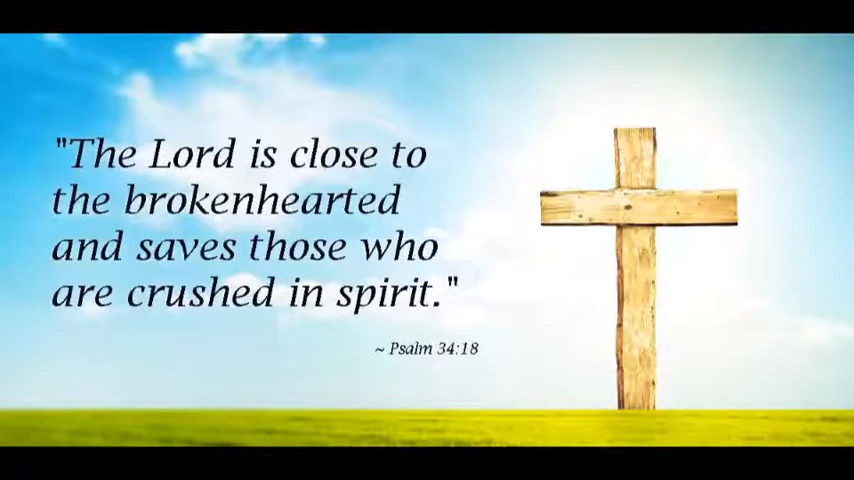 "The Lord is close to
the brokenhearted
and saves those who
are crushed in spirit."
~ Psalm 34:18